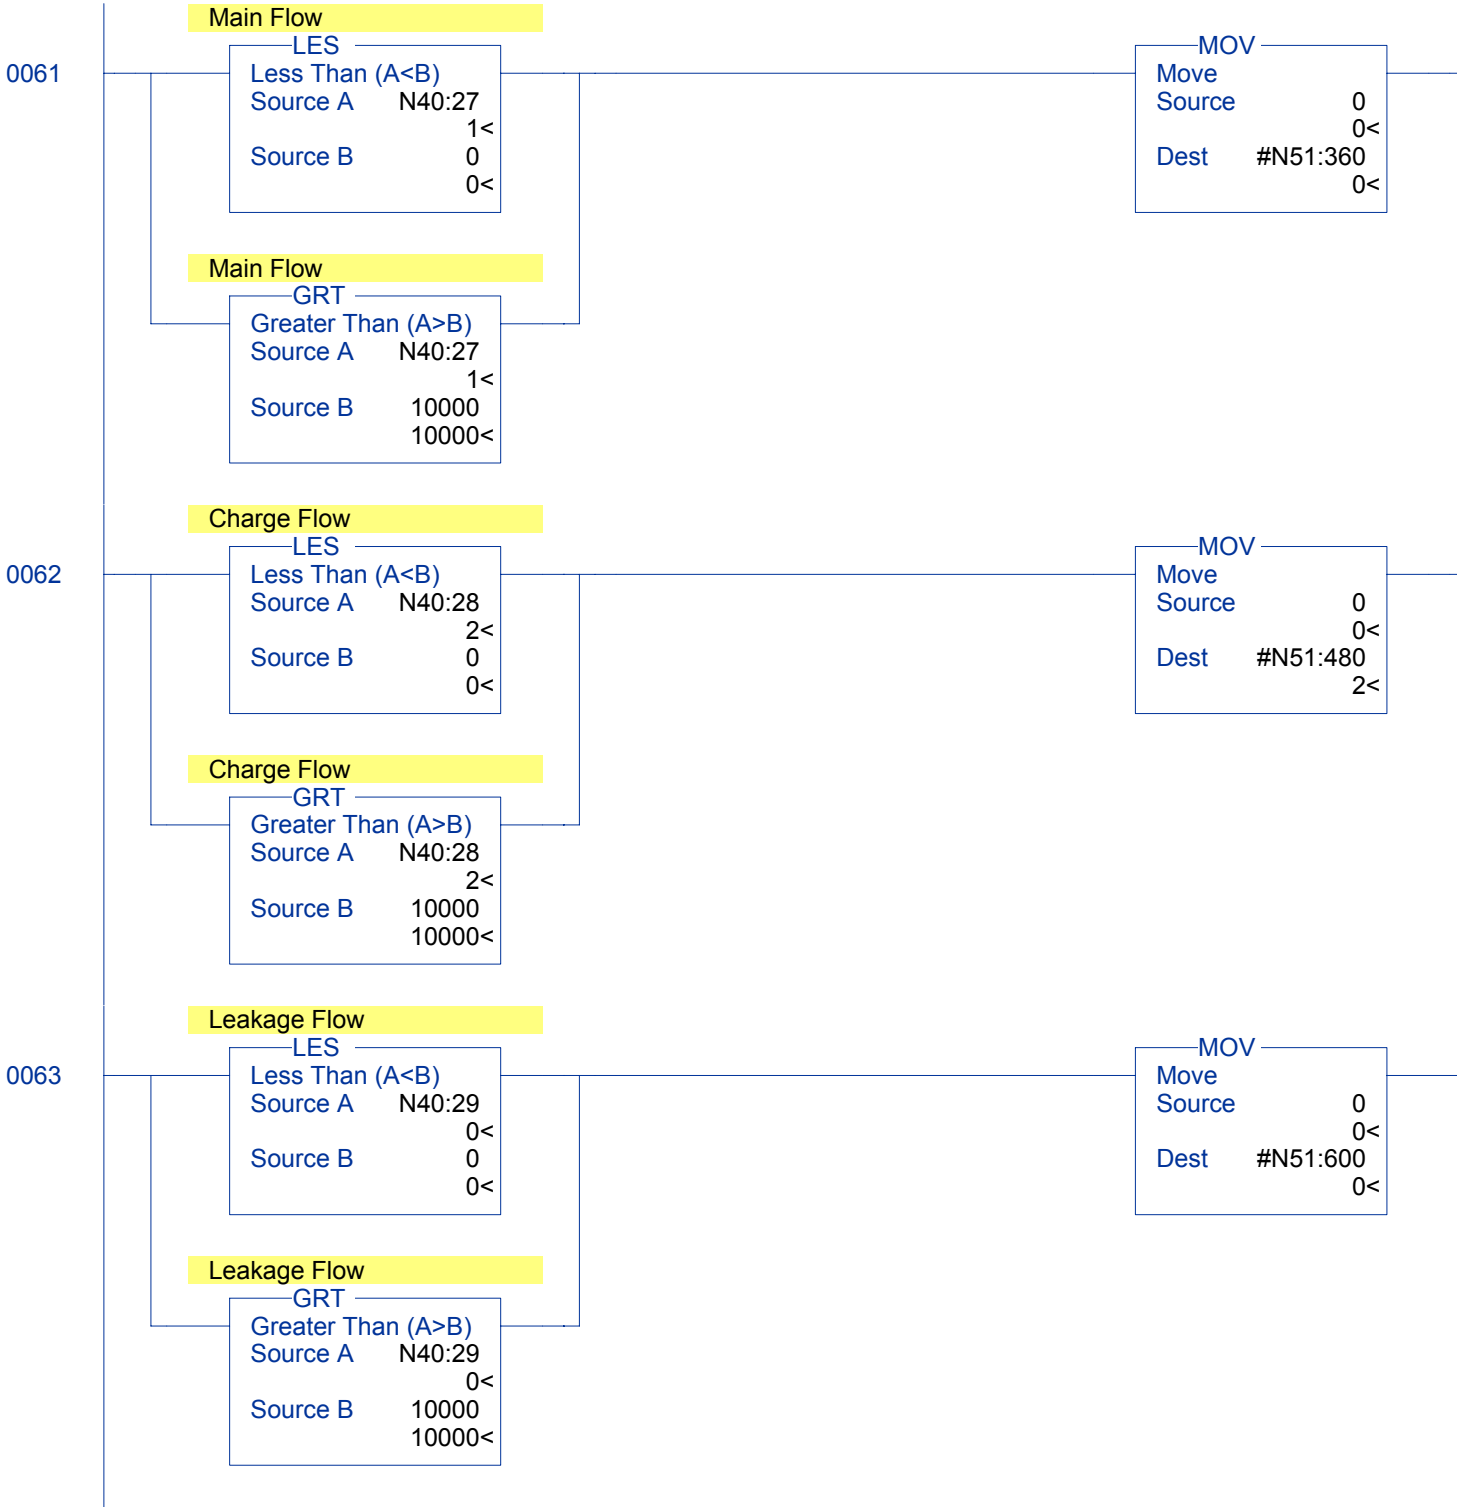 Main Flow
LES
MOV
0061
Less Than (A<B)
Move
Source A N40:27
Source 0
1<
0<
Source B 0
Dest #N51:360
0<
0<
Main Flow
GRT
Greater Than (A>B)
Source A N40:27
1<
Source B 10000
10000<
Charge Flow
LES
MOV
0062
Less Than (A<B)
Move
Source A N40:28
Source 0
2<
0<
Source B 0
Dest #N51:480
0<
2<
Charge Flow
GRT
Greater Than (A>B)
Source A N40:28
2<
Source B 10000
10000<
Leakage Flow
LES
MOV
0063
Less Than (A<B)
Move
Source A N40:29
Source 0
0<
0<
Source B 0
Dest #N51:600
0<
0<
Leakage Flow
GRT
Greater Than (A>B)
Source A N40:29
0<
Source B 10000
10000<